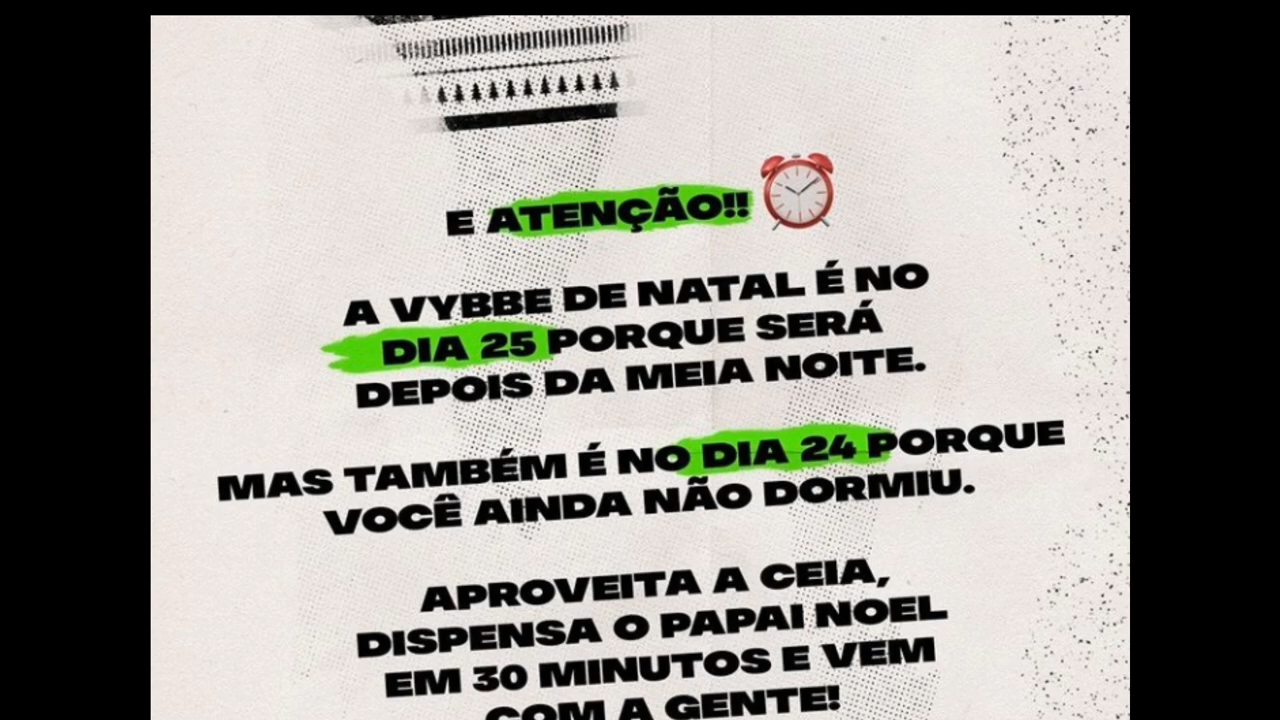 E ATENÇÃO!!
A VYBBE DE NATAL É NO
DIA 25 PORQUE SERÁ
DEPOIS DA MEIA NOITE.
MAS TAMBÉM É NO DIA 24 PORQUE
VOCÊ AINDA NÃO DORMIU.
APROVEITA A CEIA,
DISPENSA O PAPAI NOEL
EM 30 MINUTOS E VEM
COM A GENTE!